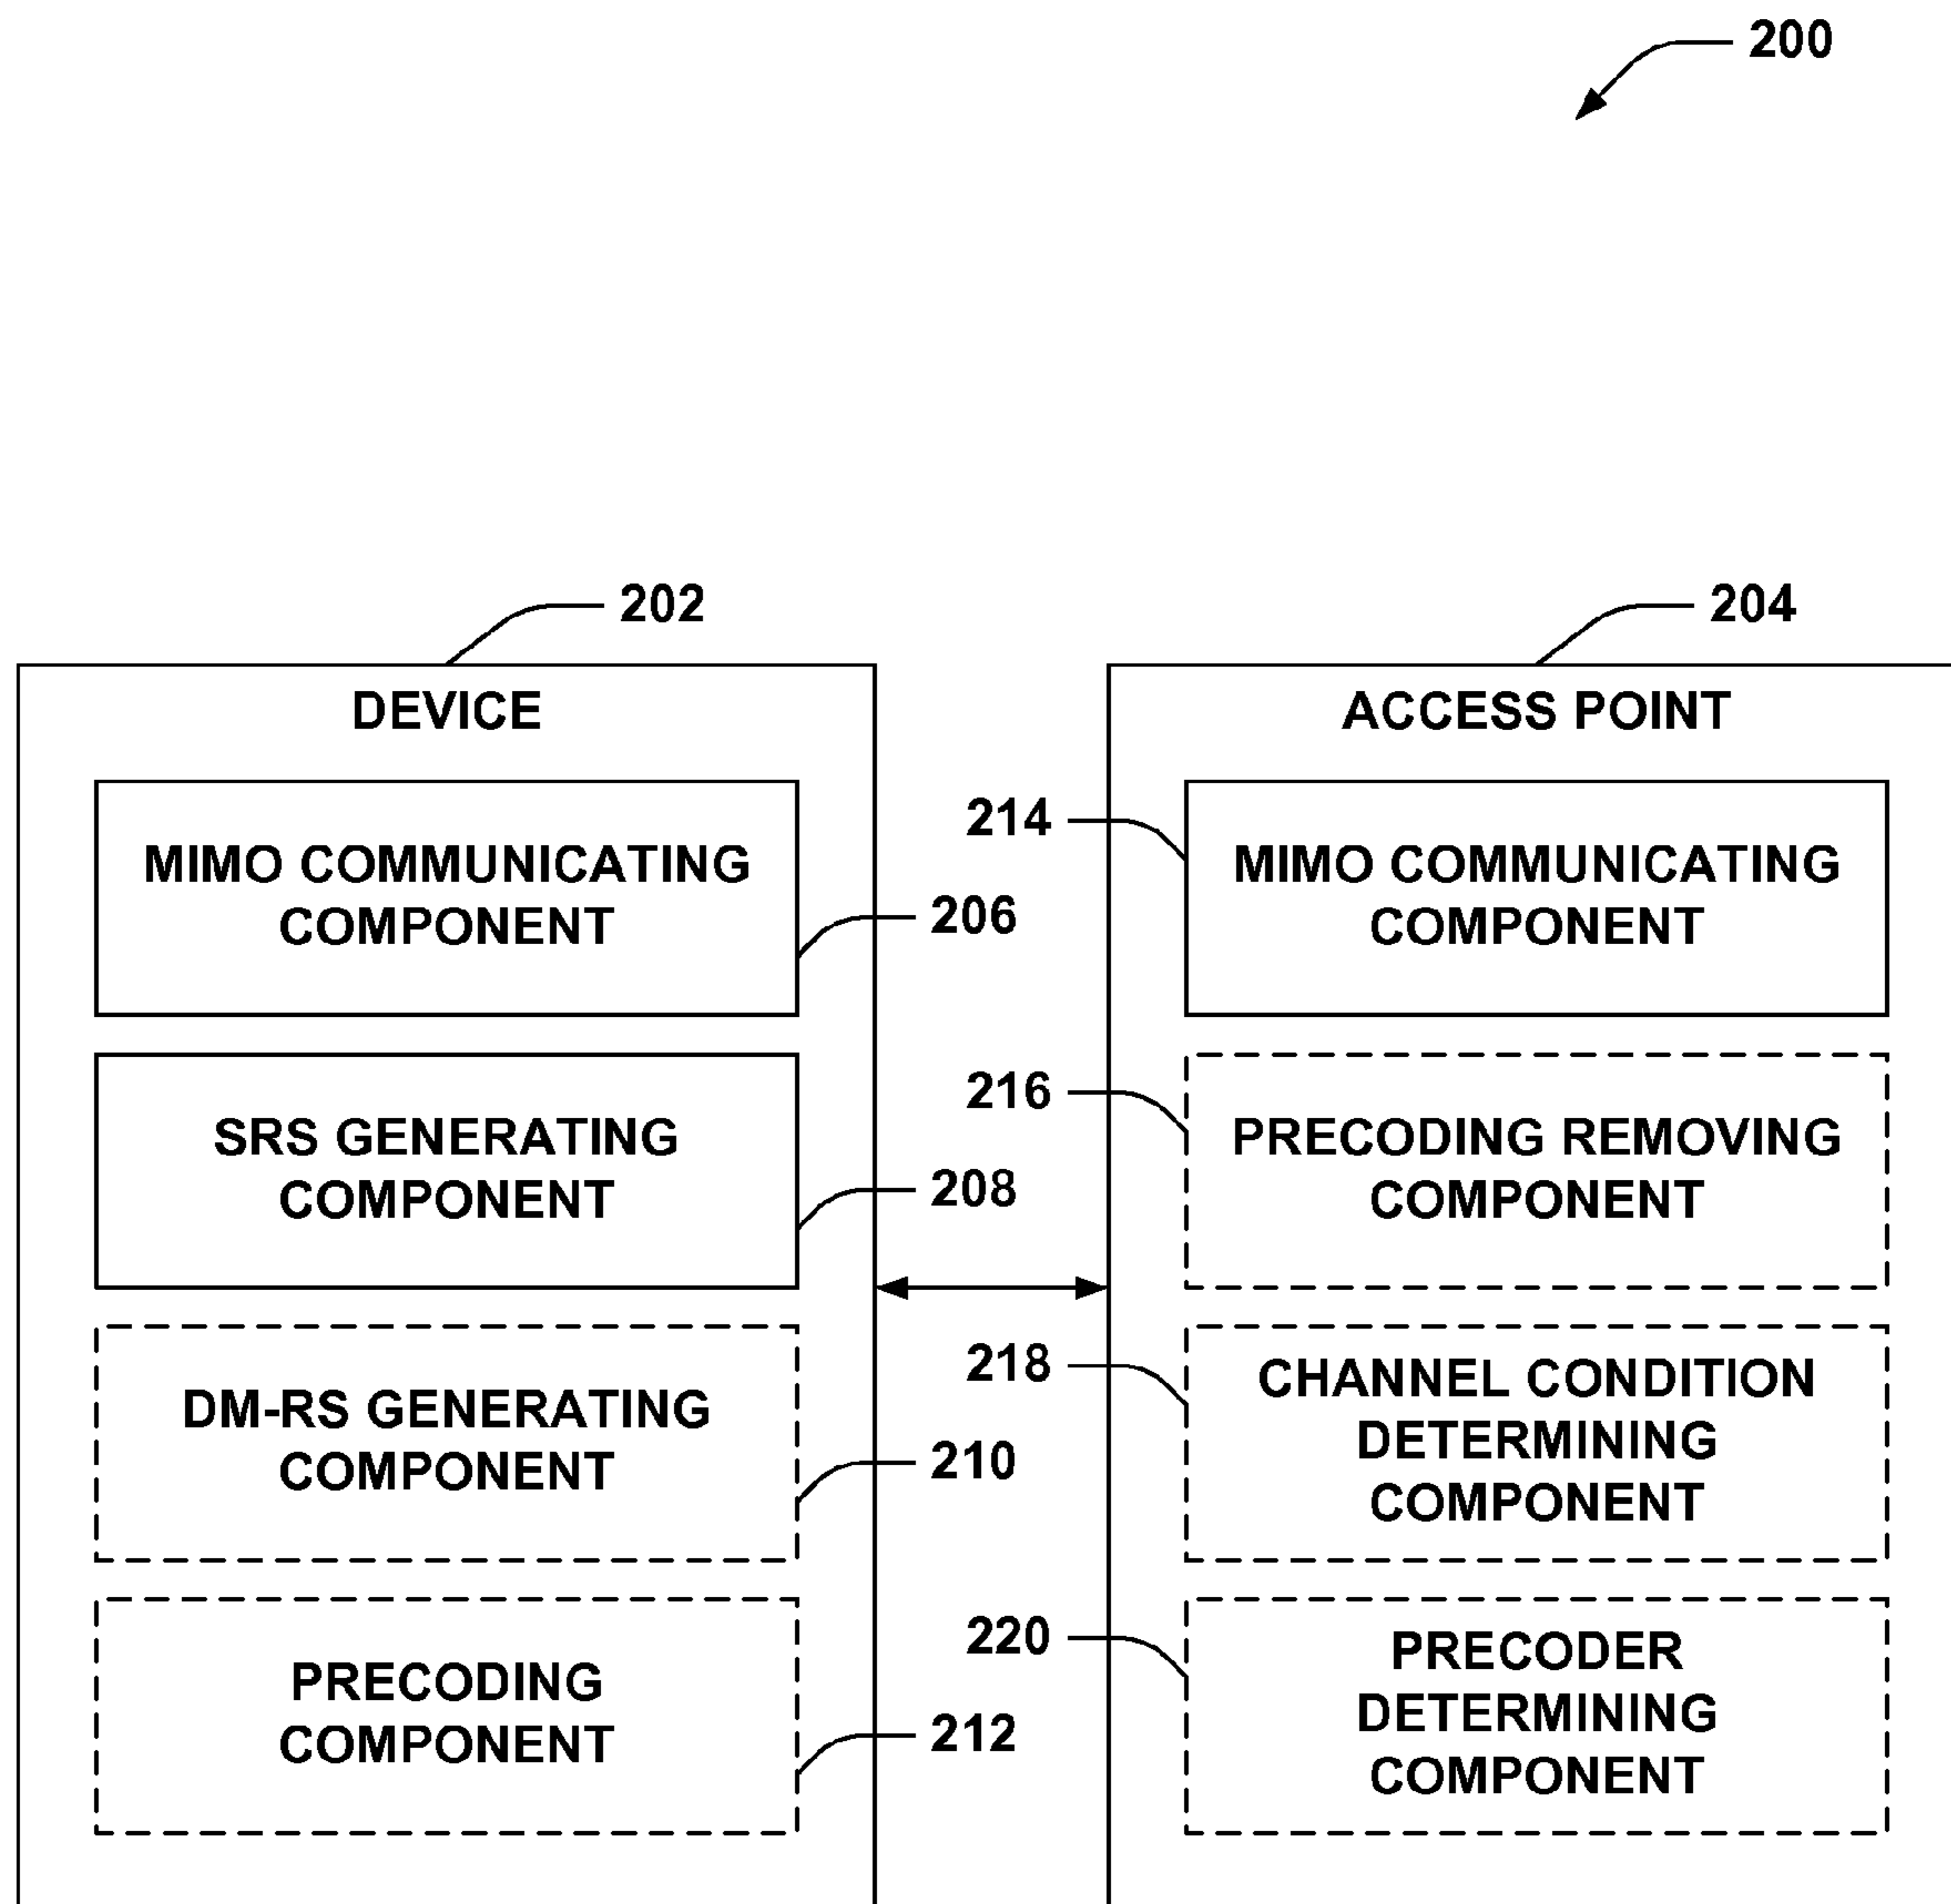 200
202
DEVICE
MIMO COMMUNICATING
COMPONENT
206
SRS GENERATING
COMPONENT
208
DM-RS GENERATING
COMPONENT
210
PRECODING
COMPONENT
212
204
ACCESS POINT
214
MIMO COMMUNICATING
COMPONENT
216
PRECODING REMOVING
COMPONENT
218
CHANNEL CONDITION
DETERMINING
COMPONENT
220
PRECODER
DETERMINING
COMPONENT